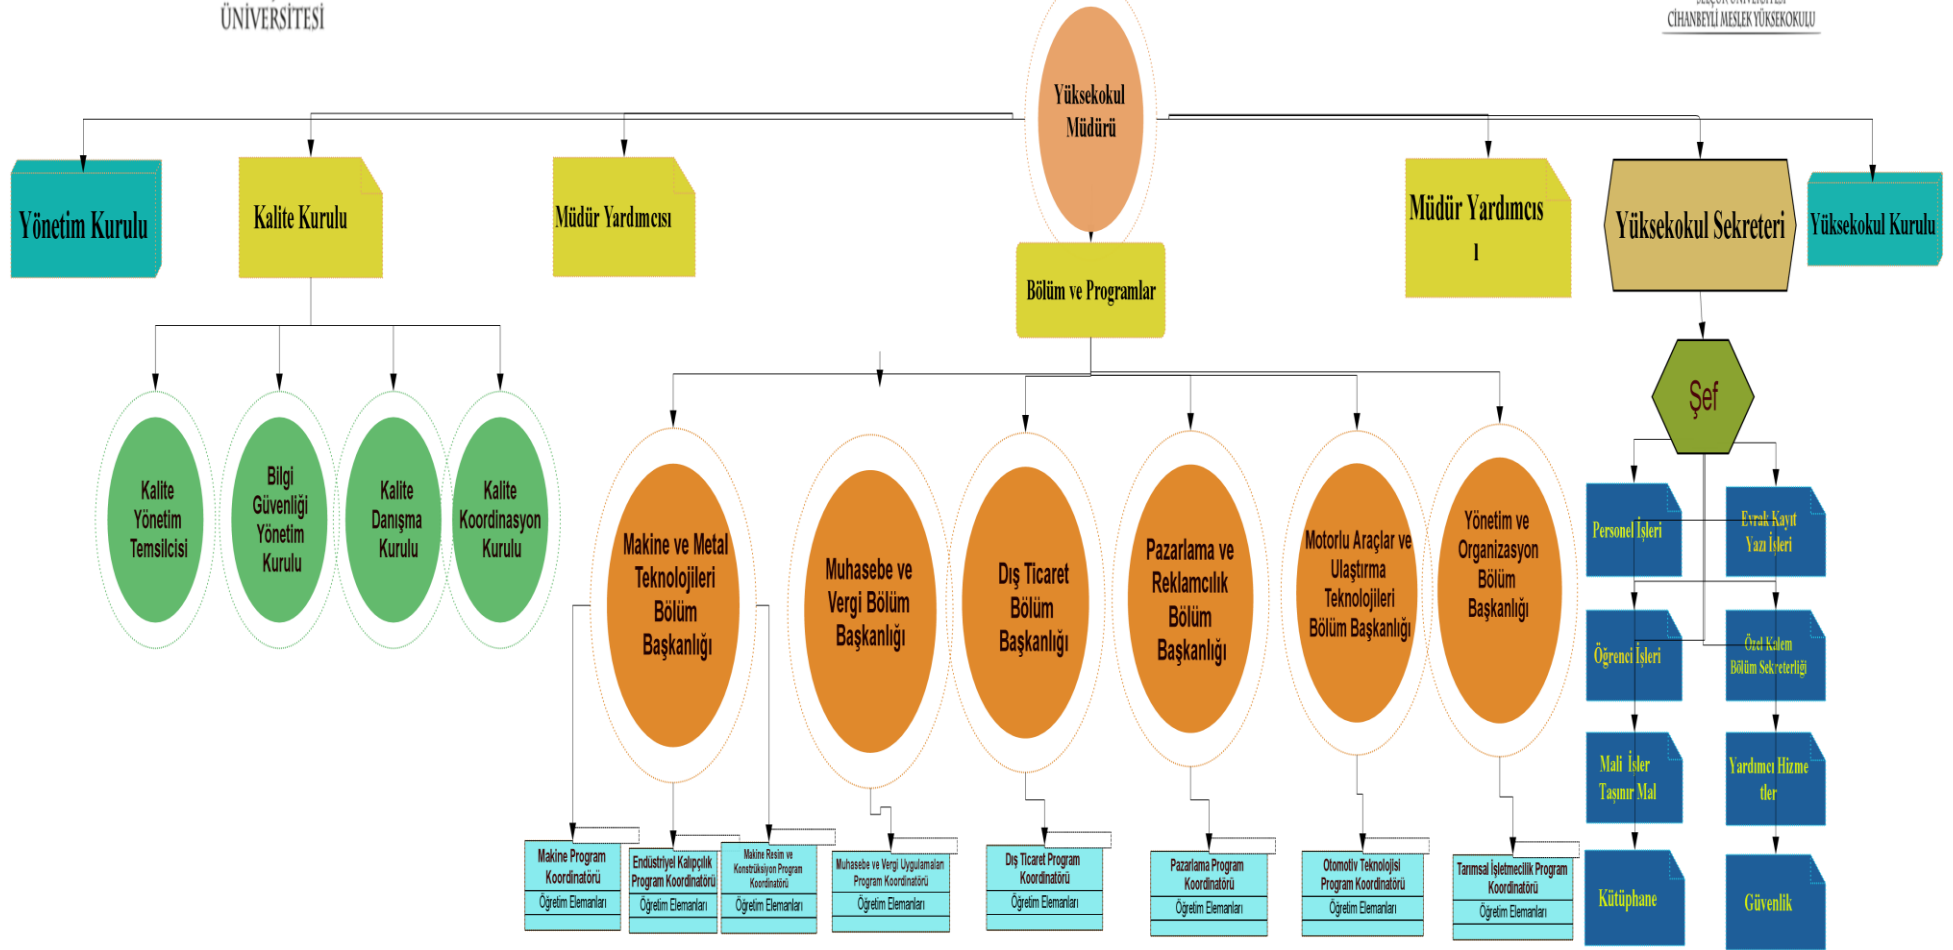 ÜNİVERSİTESİ
SELÇUK ÜNİVERSİTESİ
CİHANBEYLİ MESLEK YÜKSEKOKULU
Yüksekokul
Müdürü
Yönetim Kurulu
Kalite Kurulu
Müdür Yardımcısı
Müdür Yardımcıs
ı
Yüksekokul Sekreteri
Yüksekokul Kurulu
Bölüm ve Programlar
Şef
Kalite
Yönetim
Temsilcisi
Bilgi
Güvenliği
Yönetim
Kurulu
Kalite
Danışma
Kurulu
Kalite
Koordinasyon
Kurulu
Makine ve Metal
Teknolojileri
Bölüm
Başkanlığı
Muhasebe ve
Vergi Bölüm
Başkanlığı
Dış Ticaret
Bölüm
Başkanlığı
Pazarlama ve
Reklamcılık
Bölüm
Başkanlığı
Motorlu Araçlar ve
Ulaştırma
Teknolojileri
Bölüm Başkanlığı
Yönetim ve
Organizasyon
Bölüm
Başkanlığı
Personel İşleri
Evrak Kayıt
Yazı İşleri
Öğrenci İşleri
Özel Kalem
Bölüm Sekreterliği
Mali İşler
Taşınır Mal
Yardımcı Hizme
tler
Kütüphane
Güvenlik
Makine Program
Koordinatörü
Öğretim Elemanları
Endüstriyel Kalıpçılık
Program Koordinatörü
Öğretim Elemanları
Makine Resim ve
Konstrüksiyon Program
Koordinatörü
Öğretim Elemanları
Muhasebe ve Vergi Uygulamaları
Program Koordinatörü
Öğretim Elemanları
Dış Ticaret Program
Koordinatörü
Öğretim Elemanları
Pazarlama Program
Koordinatörü
Öğretim Elemanları
Otomotiv Teknolojisi
Program Koordinatörü
Öğretim Elemanları
Tarımsal İşletmecilik Program
Koordinatörü
Öğretim Elemanları